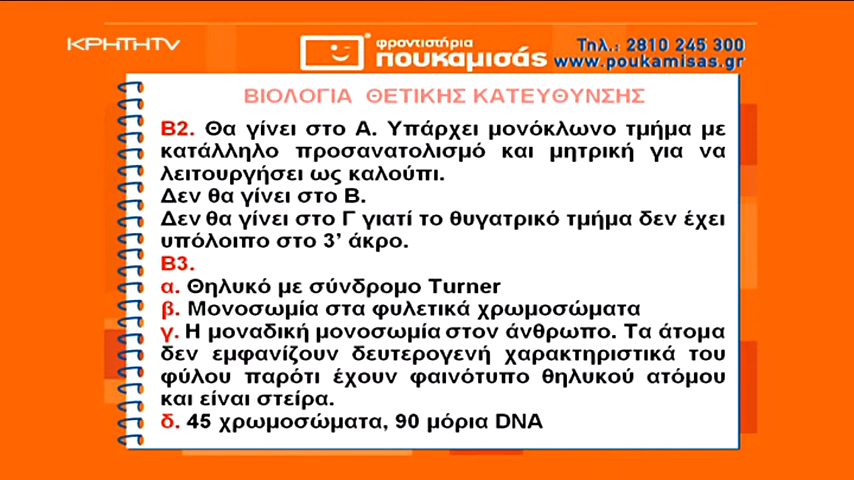 ΚΡΗΤΗTV
φροντιστήρια
πουκαμισάς
Τηλ.: 2810 245 300
www.poukamisas.gr
ΒΙΟΛΟΓΙΑ ΘΕΤΙΚΗΣ ΚΑΤΕΥΘΥΝΣΗΣ
Β2. Θα γίνει στο Α. Υπάρχει μονόκλωνο τμήμα με
κατάλληλο προσανατολισμό και μητρική για να
λειτουργήσει ως καλούπι.
Δεν θα γίνει στο Β.
Δεν θα γίνει στο Γ γιατί το θυγατρικό τμήμα δεν έχει
υπόλοιπο στο 3’ άκρο.
Β3.
α. Θηλυκό με σύνδρομο Turner
β. Μονοσωμία στα φυλετικά χρωμοσώματα
γ. Η μοναδική μονοσωμία στον άνθρωπο. Τα άτομα
δεν εμφανίζουν δευτερογενή χαρακτηριστικά του
φύλου παρότι έχουν φαινότυπο θηλυκού ατόμου
και είναι στείρα.
δ. 45 χρωμοσώματα, 90 μόρια DNA